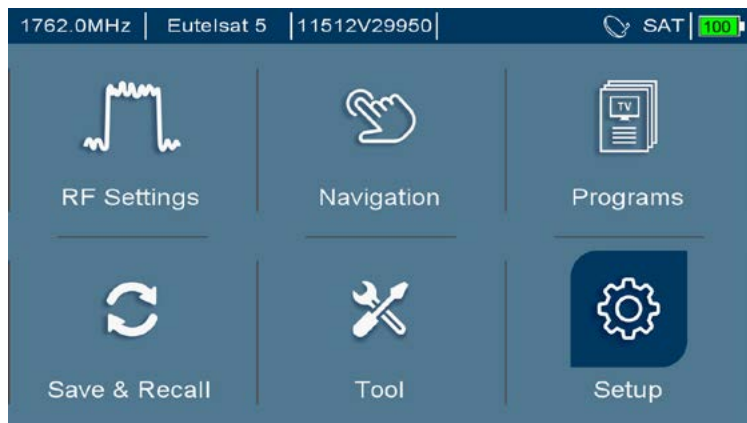 1762.0MHz | Eutelsat 5 |11512V29950| SAT| 100
TV
RF Settings Navigation Programs
Save & Recall Tool Setup